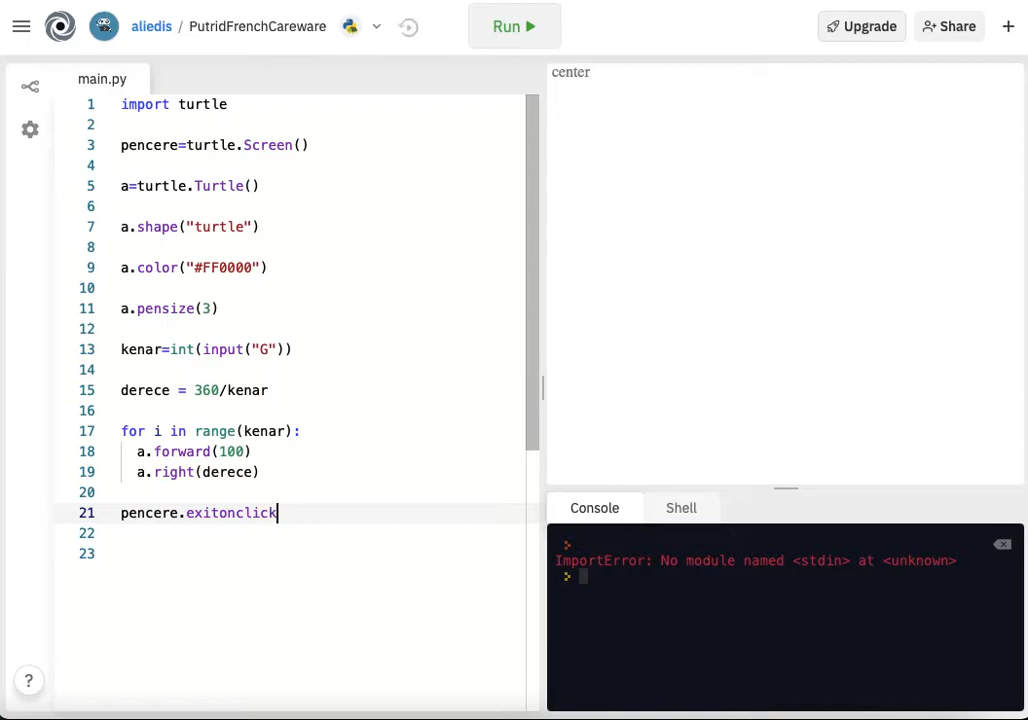 aliedis / PutridFrenchCareware
Run
Upgrade
Share
main.py
1 import turtle
2
3 pencere=turtle.Screen()
4
5 a=turtle.Turtle()
6
7 a.shape("turtle")
8
9 a.color("#FF0000")
10
11 a.pensize(3)
12
13 kenar=int(input("G"))
14
15 derece = 360/kenar
16
17 for i in range(kenar):
18 a.forward(100)
19 a.right(derece)
20
21 pencere.exitonclick
22
23
?
center
Console Shell
>
ImportError: No module named <stdin> at <unknown>
>